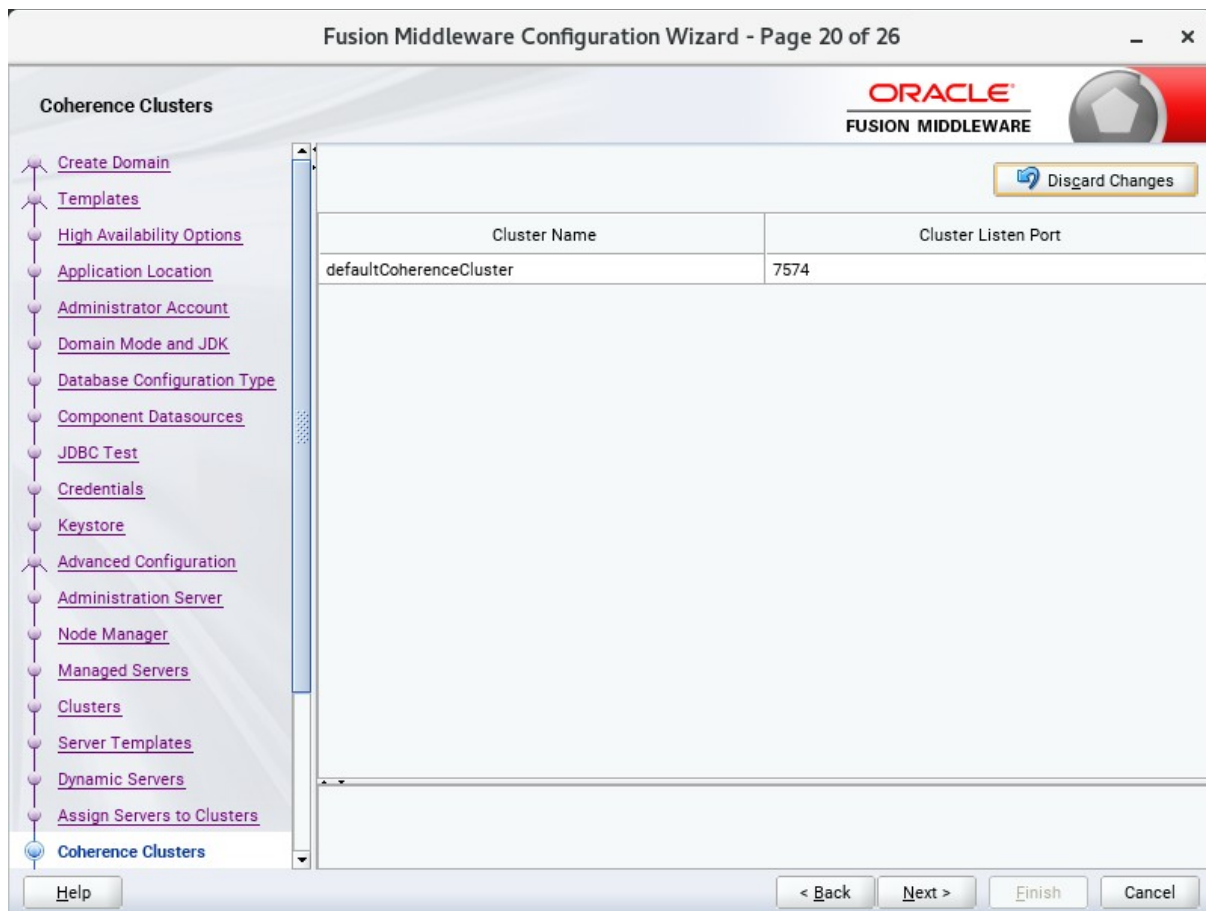 Fusion Middleware Configuration Wizard - Page 20 of 26
Coherence Clusters
ORACLE
FUSION MIDDLEWARE
Create Domain
Templates
High Availability Options
Application Location
Administrator Account
Domain Mode and JDK
Database Configuration Type
Component Datasources
JDBC Test
Credentials
Keystore
Advanced Configuration
Administration Server
Node Manager
Managed Servers
Clusters
Server Templates
Dynamic Servers
Assign Servers to Clusters
Coherence Clusters
Discard Changes
Cluster Name Cluster Listen Port
defaultCoherenceCluster 7574
Help < Back Next > Finish Cancel